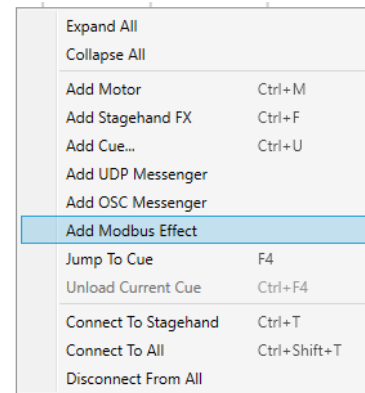 Expand All
Collapse All
Add Motor Ctrl+M
Add Stagehand FX Ctrl+F
Add Cue... Ctrl+U
Add UDP Messenger
Add OSC Messenger
Add Modbus Effect
Jump To Cue F4
Unload Current Cue Ctrl+F4
Connect To Stagehand Ctrl+T
Connect To All Ctrl+Shift+T
Disconnect From All